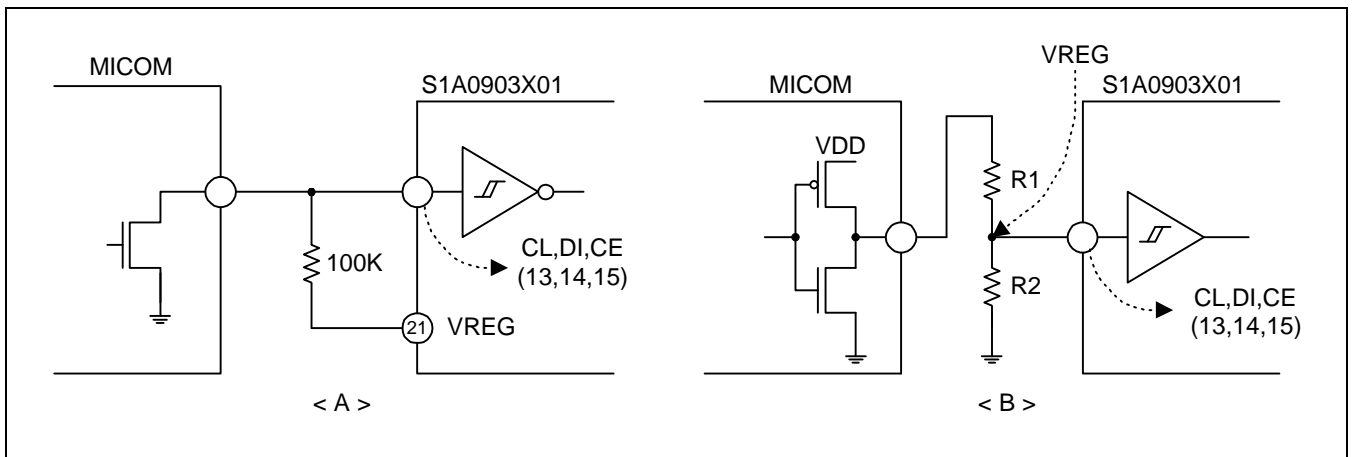 MICOM
S1A0903X01
100K
CL,DI,CE
(13,14,15)
21
VREG
< A >
VREG
MICOM
S1A0903X01
VDD
R1
R2
CL,DI,CE
(13,14,15)
< B >